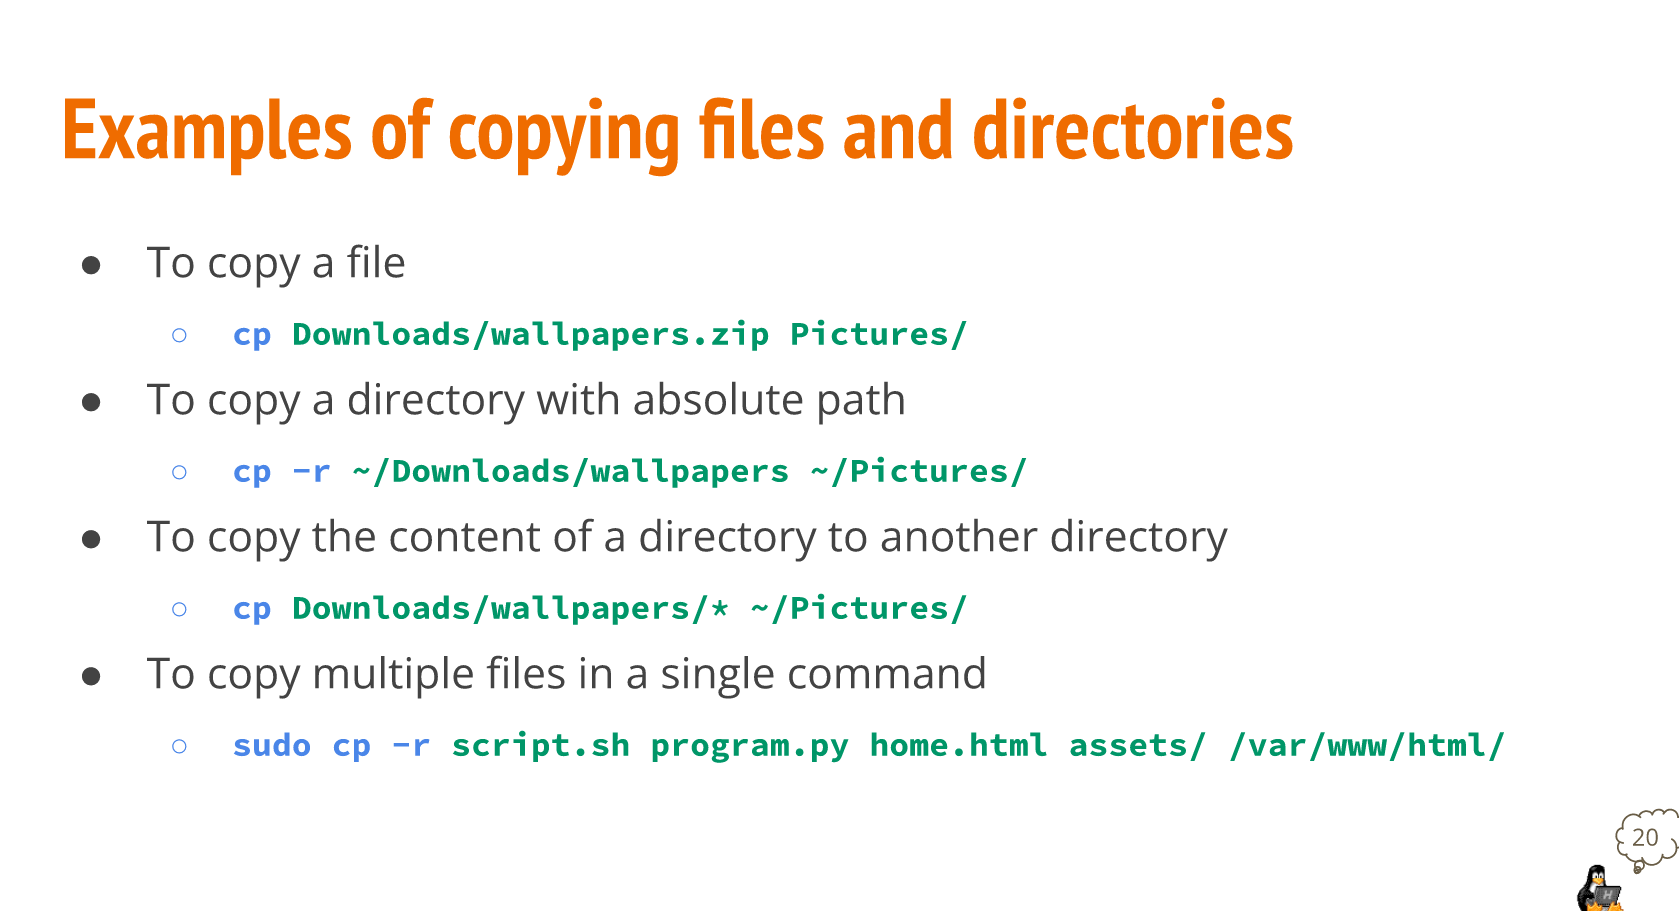 Examples of copying files and directories
● To copy a file
○ cp Downloads/wallpapers.zip Pictures/
● To copy a directory with absolute path
○ cp -r ~/Downloads/wallpapers ~/Pictures/
● To copy the content of a directory to another directory
○ cp Downloads/wallpapers/* ~/Pictures/
● To copy multiple files in a single command
○ sudo cp -r script.sh program.py home.html assets/ /var/www/html/
20